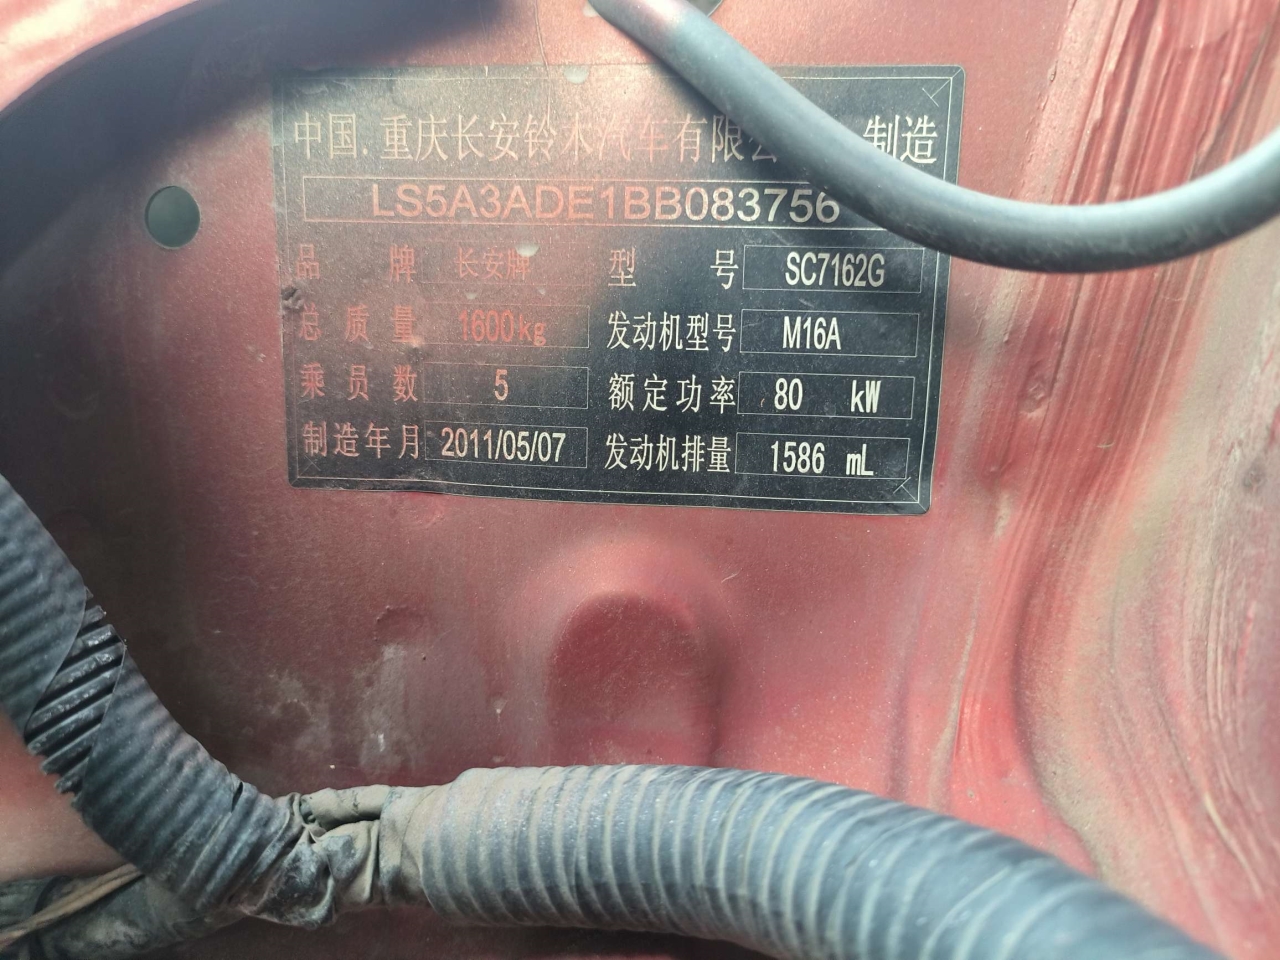 中国.重庆长安铃木汽车有限公 制造
LS5A3ADE1BB083756
品牌 长安牌 型号 SC7162G
总质量 1600kg 发动机型号 M16A
乘员数 5 额定功率 80 kW
制造年月 2011/05/07 发动机排量 1586 mL